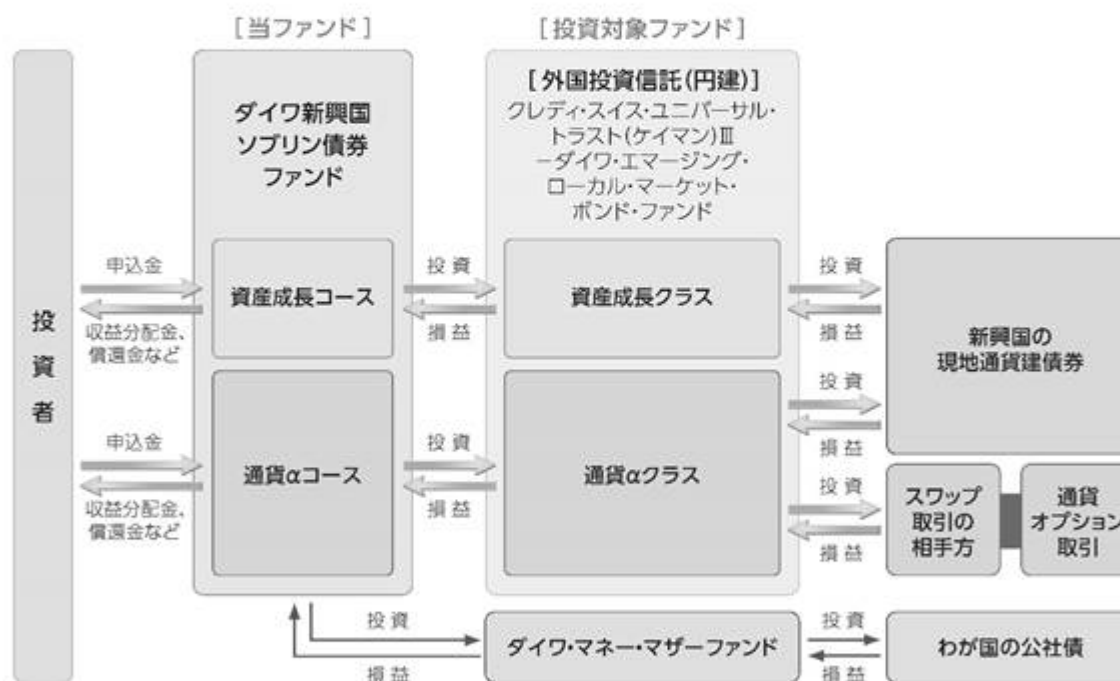 [当ファンド]
[投資対象ファンド]
投資者
ダイワ新興国
ソブリン債券
ファンド
[外国投資信託(円建)]
クレディ・スイス・ユニバーサル・
トラスト(ケイマン)Ⅲ
－ダイワ・エマージング・
ローカル・マーケット・
ボンド・ファンド
申込金
収益分配金、
償還金など
資産成長コース
投資
損益
資産成長クラス
投資
損益
新興国の
現地通貨建債券
投資
損益
申込金
収益分配金、
償還金など
通貨αコース
投資
損益
通貨αクラス
投資
損益
スワップ
取引の
相手方
通貨
オプション
取引
投資
損益
ダイワ・マネー・マザーファンド
投資
損益
わが国の公社債